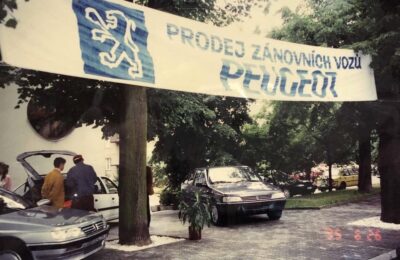 PRODEJ ZÁNOVNÍCH VOZŮ
PEUGEOT